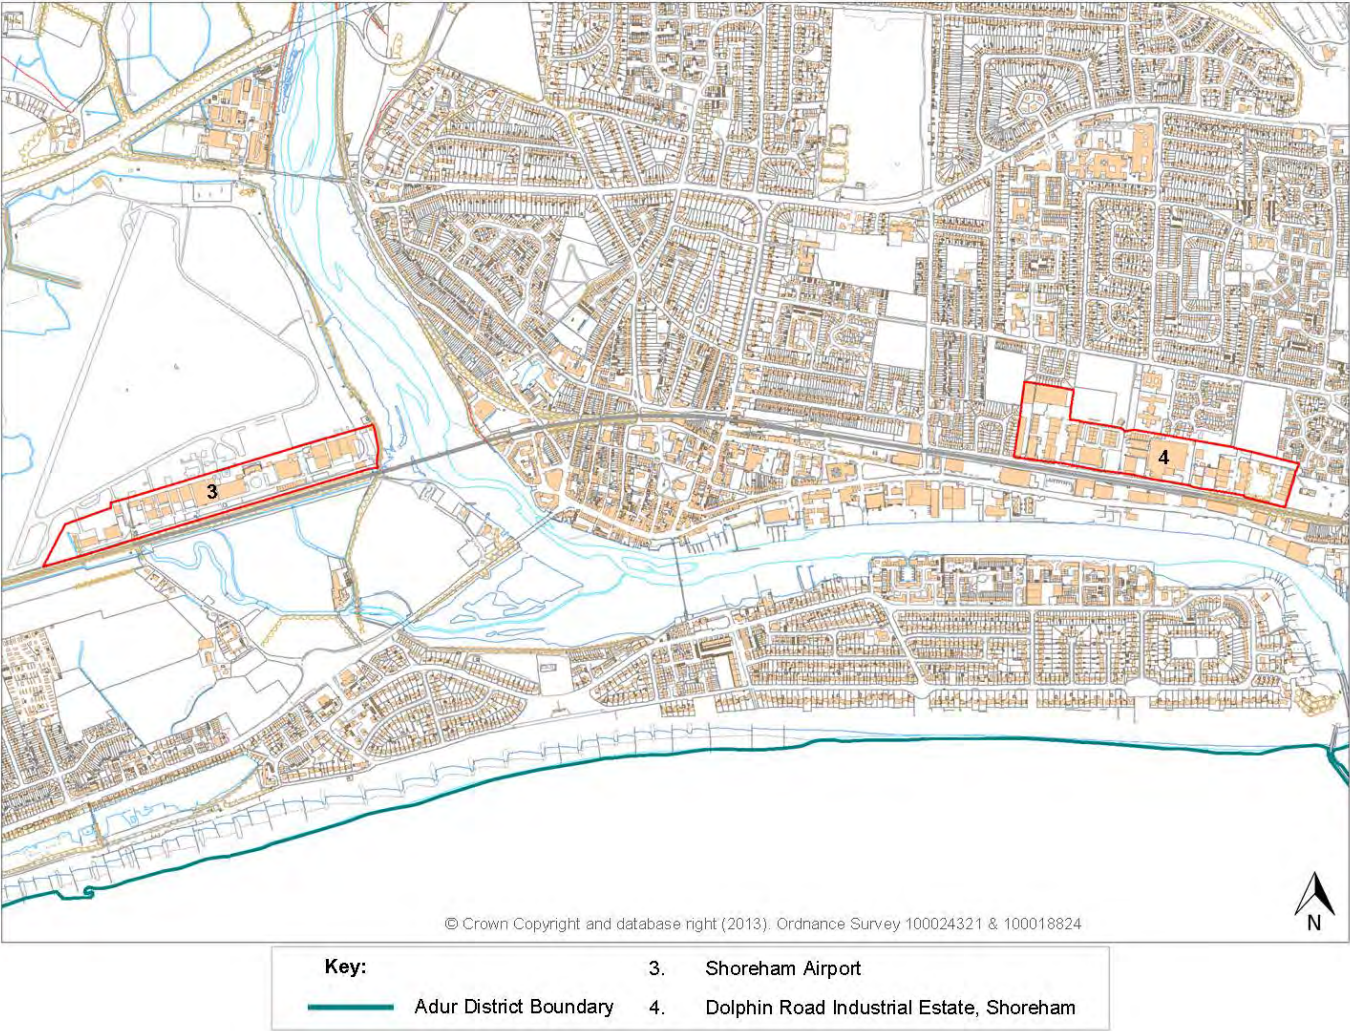 3
4
© Crown Copyright and database right (2013). Ordnance Survey 100024321 & 100018824
N
Key:
3. Shoreham Airport
Adur District Boundary
4. Dolphin Road Industrial Estate, Shoreham